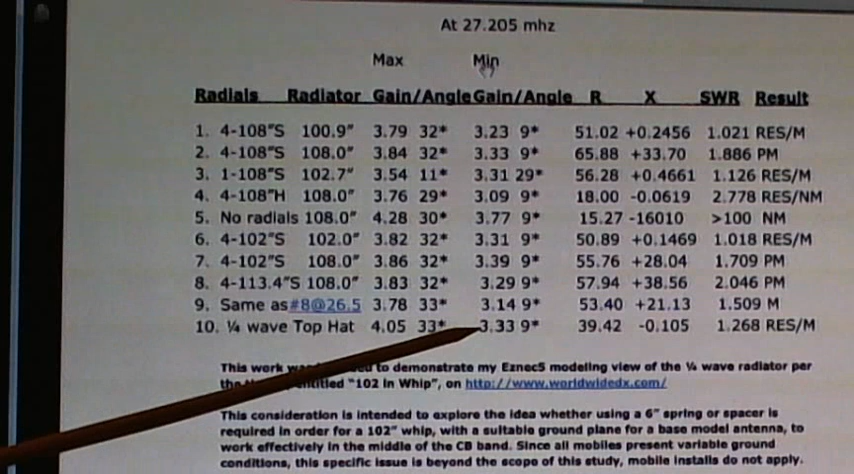 At 27.205 mhz
Max Min
Radials Radiator Gain/Angle Gain/Angle R X SWR Result
1. 4-108"S 100.9" 3.79 32* 3.23 9* 51.02 +0.2456 1.021 RES/M
2. 4-108"S 108.0" 3.84 32* 3.33 9* 65.88 +33.70 1.886 PM
3. 1-108"S 102.7" 3.54 11* 3.31 29* 56.28 +0.4661 1.126 RES/M
4. 4-108"H 108.0" 3.76 29* 3.09 9* 18.00 -0.0619 2.778 RES/NM
5. No radials 108.0" 4.28 30* 3.77 9* 15.27 -16010 >100 NM
6. 4-102"S 102.0" 3.82 32* 3.31 9* 50.89 +0.1469 1.018 RES/M
7. 4-102"S 108.0" 3.86 32* 3.39 9* 55.76 +28.04 1.709 PM
8. 4-113.4"S 108.0" 3.83 32* 3.29 9* 57.94 +38.56 2.046 PM
9. Same as#8@26.5 3.78 33* 3.14 9* 53.40 +21.13 1.509 M
10. ¼ wave Top Hat 4.05 33* 3.33 9* 39.42 -0.105 1.268 RES/M
This work to demonstrate my Eznec5 modeling view of the ¼ wave radiator per
the entitled "102 in Whip", on http://www.worldwidedx.com/
This consideration is intended to explore the idea whether using a 6" spring or spacer is
required in order for a 102" whip, with a suitable ground plane for a base model antenna, to
work effectively in the middle of the CB band. Since all mobiles present variable ground
conditions, this specific issue is beyond the scope of this study, mobile installs do not apply.